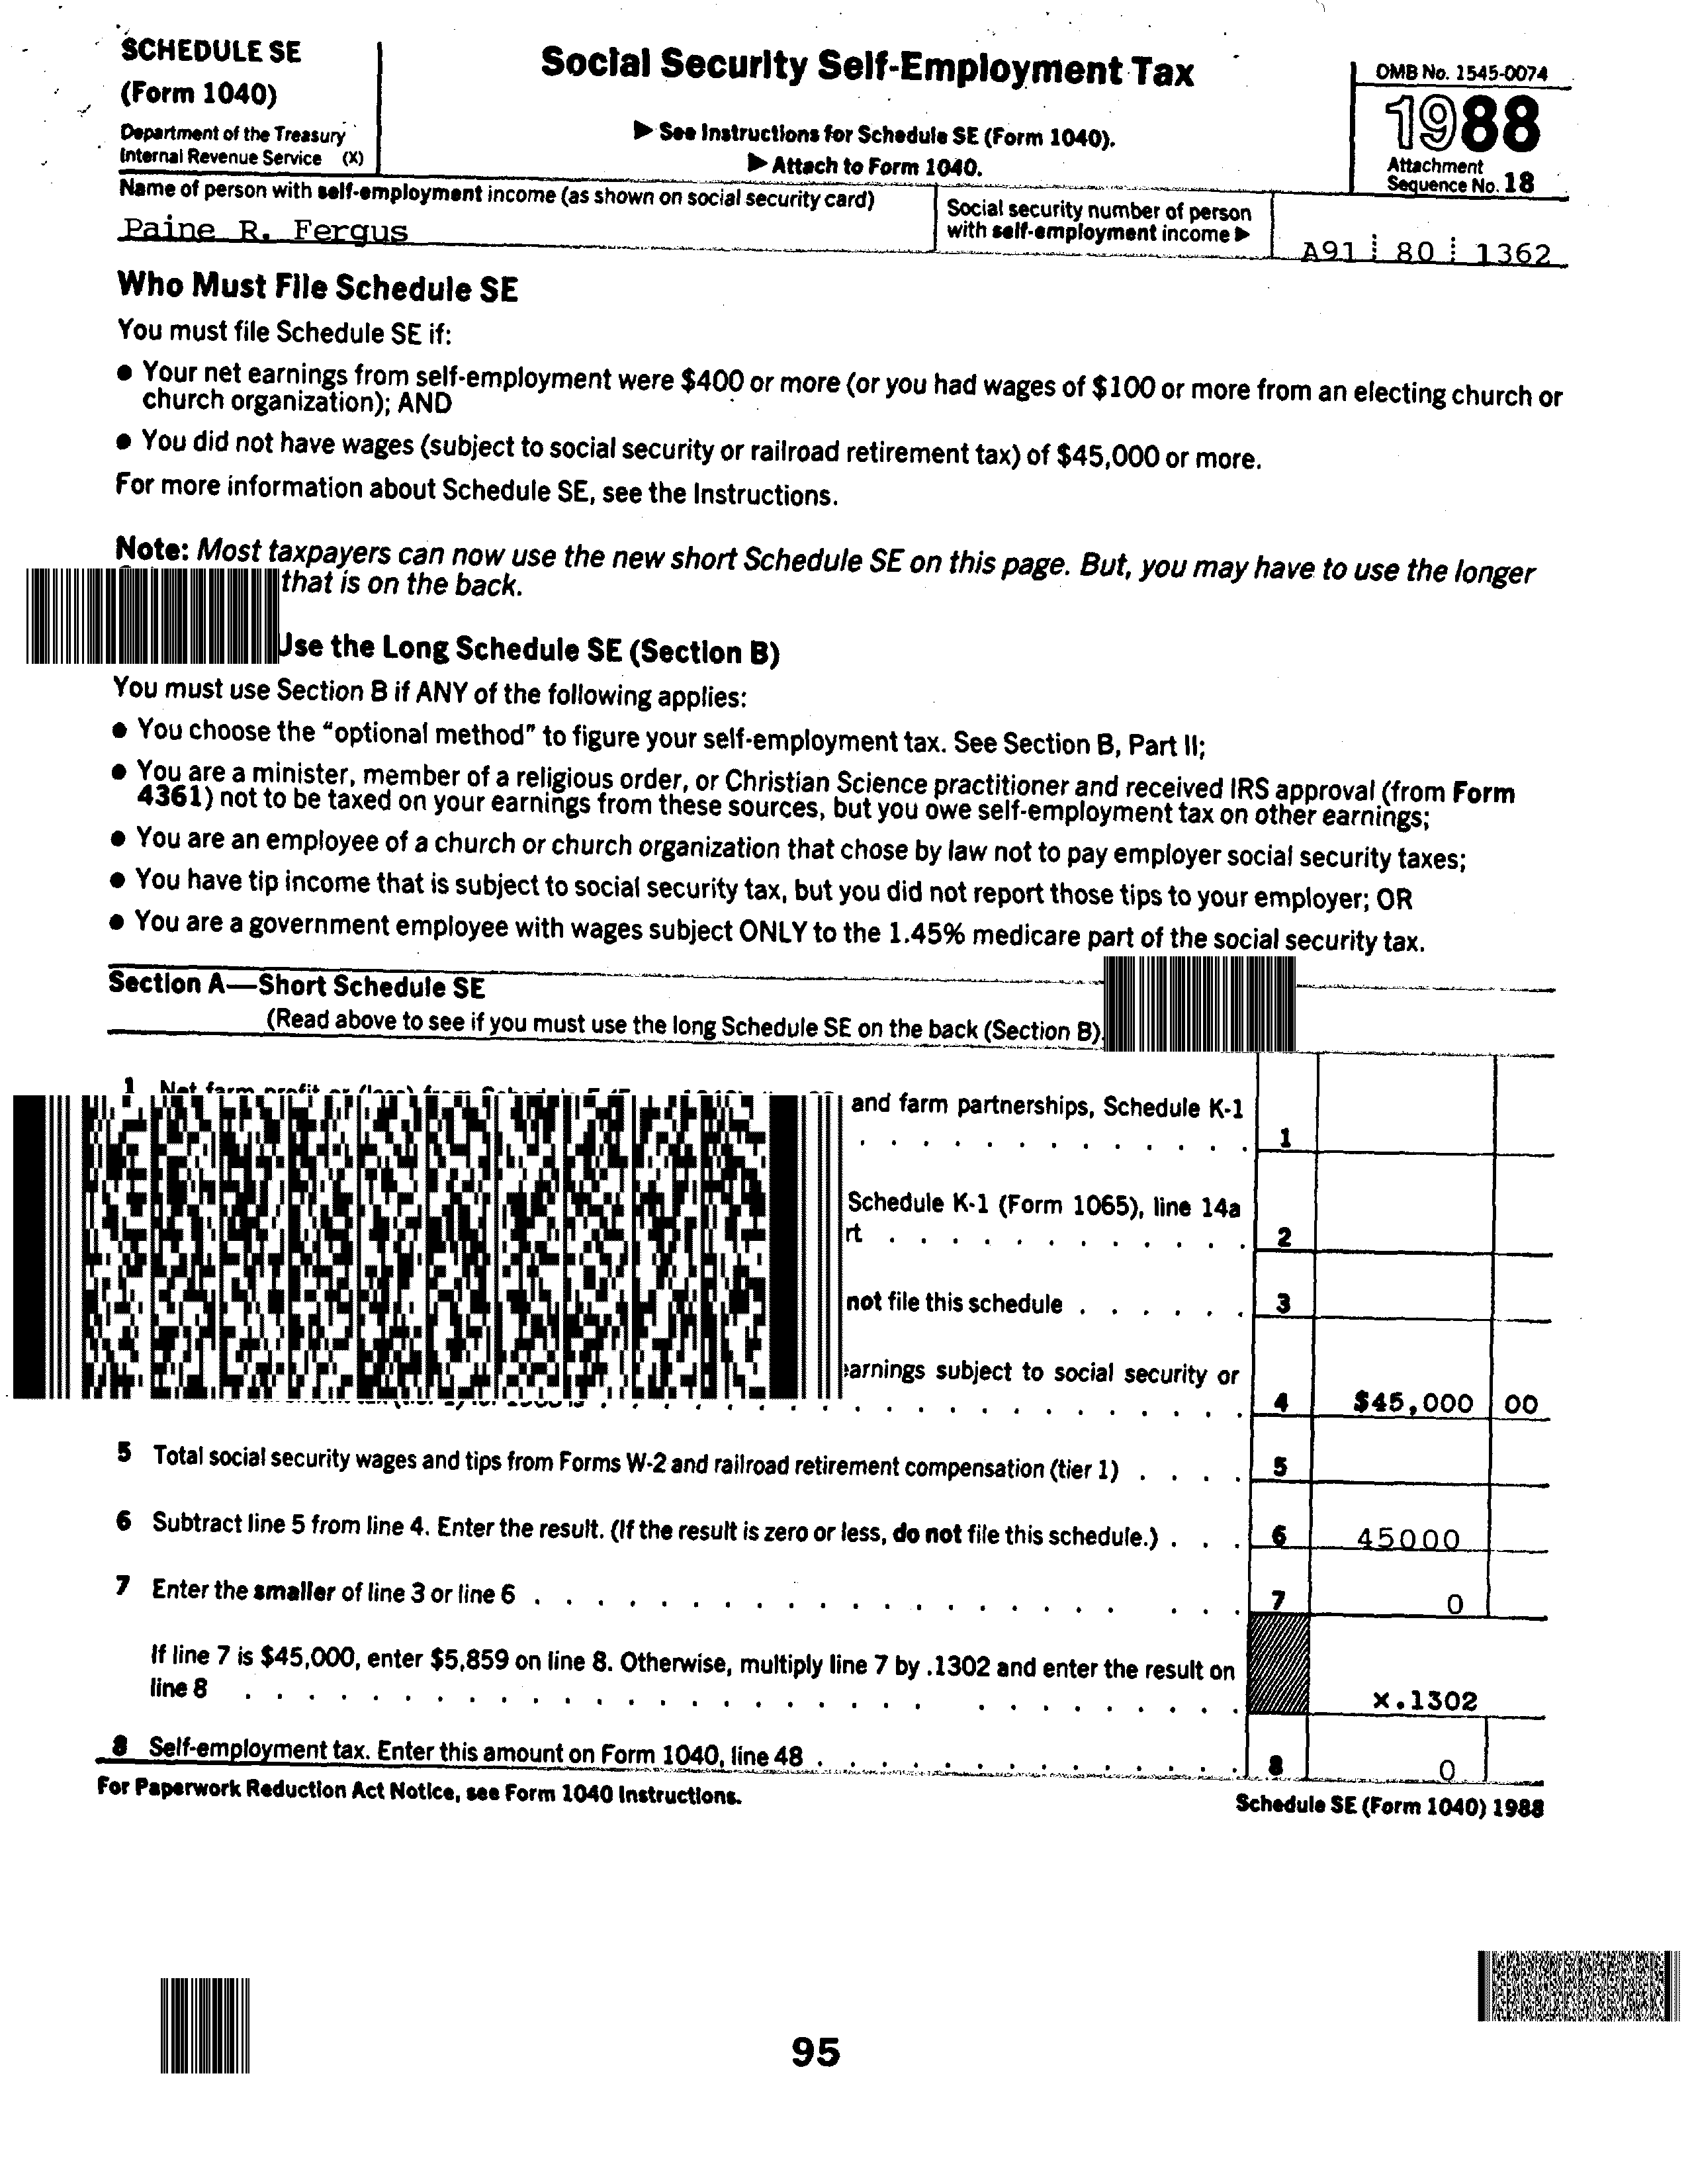 SCHEDULE SE
(Form 1040)
Department of the Treasury
Internal Revenue Service (X)
Social Security Self-Employment Tax
▶ See Instructions for Schedule SE (Form 1040).
▶ Attach to Form 1040.
OMB No. 1545-0074
1988
Attachment
Sequence No. 18
Name of person with self-employment income (as shown on social security card)
Paine R. Fergus
Social security number of person
with self-employment income ▶
A91 80 1362
Who Must File Schedule SE
You must file Schedule SE if:
● Your net earnings from self-employment were $400 or more (or you had wages of $100 or more from an electing church or
church organization); AND
● You did not have wages (subject to social security or railroad retirement tax) of $45,000 or more.
For more information about Schedule SE, see the Instructions.
Note: Most taxpayers can now use the new short Schedule SE on this page. But, you may have to use the longer
that is on the back.
Use the Long Schedule SE (Section B)
You must use Section B if ANY of the following applies:
● You choose the "optional method" to figure your self-employment tax. See Section B, Part II;
● You are a minister, member of a religious order, or Christian Science practitioner and received IRS approval (from Form
4361) not to be taxed on your earnings from these sources, but you owe self-employment tax on other earnings;
● You are an employee of a church or church organization that chose by law not to pay employer social security taxes;
● You have tip income that is subject to social security tax, but you did not report those tips to your employer; OR
● You are a government employee with wages subject ONLY to the 1.45% medicare part of the social security tax.
Section A—Short Schedule SE
(Read above to see if you must use the long Schedule SE on the back (Section B).
1 Net farm profit or (loss) from
and farm partnerships, Schedule K-1
. . . . . . . . . . . . . 1
Schedule K-1 (Form 1065), line 14a
. . . . . . . . . . . . 2
not file this schedule . . . . . . 3
earnings subject to social security or
. . . . . . . . . . . . . . . . . . . . . 4 $45,000 00
5 Total social security wages and tips from Forms W-2 and railroad retirement compensation (tier 1) . . . . 5
6 Subtract line 5 from line 4. Enter the result. (If the result is zero or less, do not file this schedule.) . . . 6 45000
7 Enter the smaller of line 3 or line 6 . . . . . . . . . . . . . . . . . . . . . . 7 0
If line 7 is $45,000, enter $5,859 on line 8. Otherwise, multiply line 7 by .1302 and enter the result on
line 8 . . . . . . . . . . . . . . . . . . . . . . . . . . . . . . x.1302
8 Self-employment tax. Enter this amount on Form 1040, line 48 . . . . . . . . . . . . . . 8 0
For Paperwork Reduction Act Notice, see Form 1040 Instructions.
Schedule SE (Form 1040) 1988
95